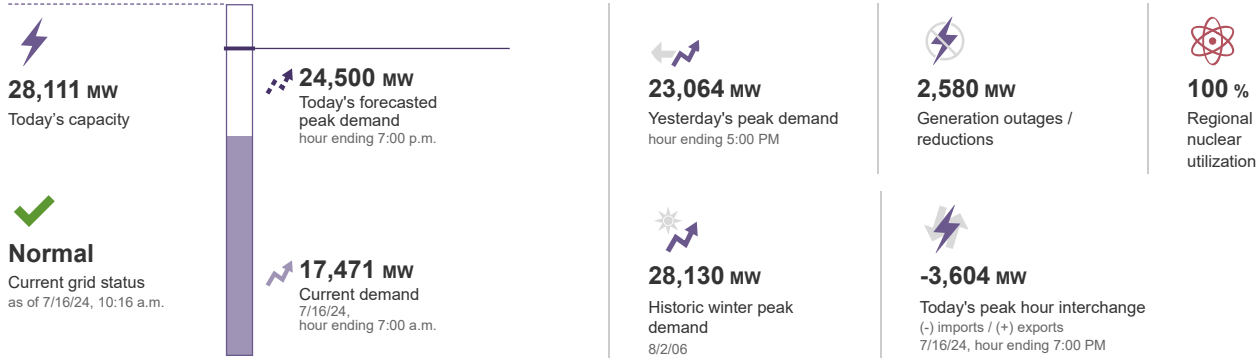 28,111 MW
Today's capacity
Normal
Current grid status
as of 7/16/24, 10:16 a.m.
24,500 MW
Today's forecasted
peak demand
hour ending 7:00 p.m.
17,471 MW
Current demand
7/16/24,
hour ending 7:00 a.m.
23,064 MW
Yesterday's peak demand
hour ending 5:00 PM
2,580 MW
Generation outages /
reductions
100 %
Regional
nuclear
utilization
28,130 MW
Historic winter peak
demand
8/2/06
-3,604 MW
Today's peak hour interchange
(-) imports / (+) exports
7/16/24, hour ending 7:00 PM